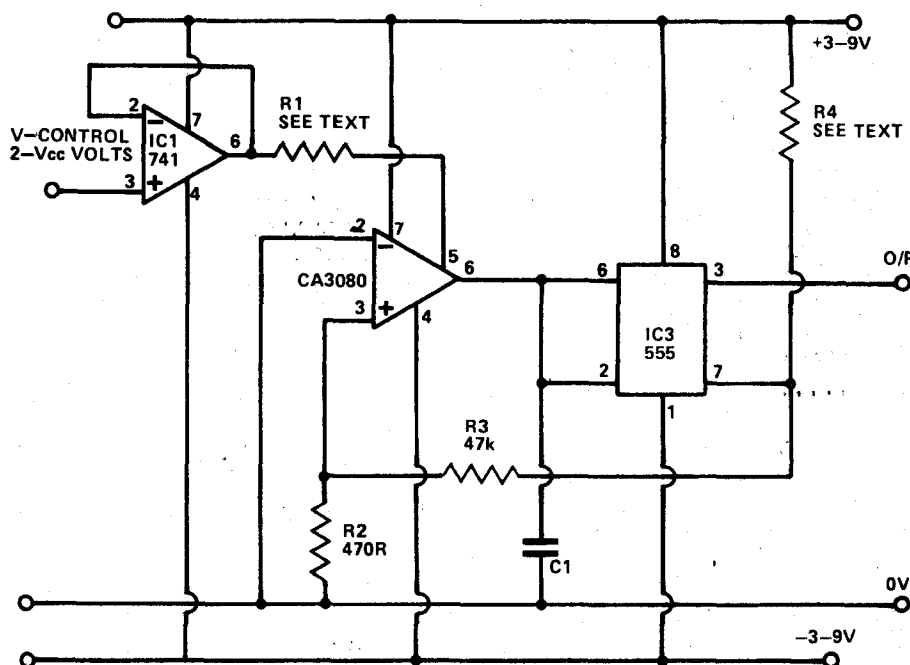 +3–9V
2
7
IC1
741
6
V–CONTROL
2–Vcc VOLTS
3
4
R1
SEE TEXT
R4
SEE TEXT
2
7
5
6
CA3080
3
4
6
8
3
O/P
IC3
555
2
7
1
R3
47k
R2
470R
C1
0V
–3–9V